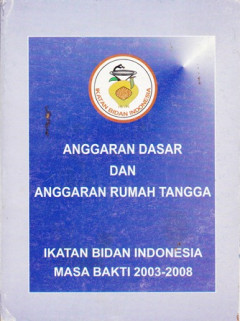 IKATAN BIDAN INDONESIA
ANGGARAN DASAR
DAN
ANGGARAN RUMAH TANGGA
IKATAN BIDAN INDONESIA
MASA BAKTI 2003-2008